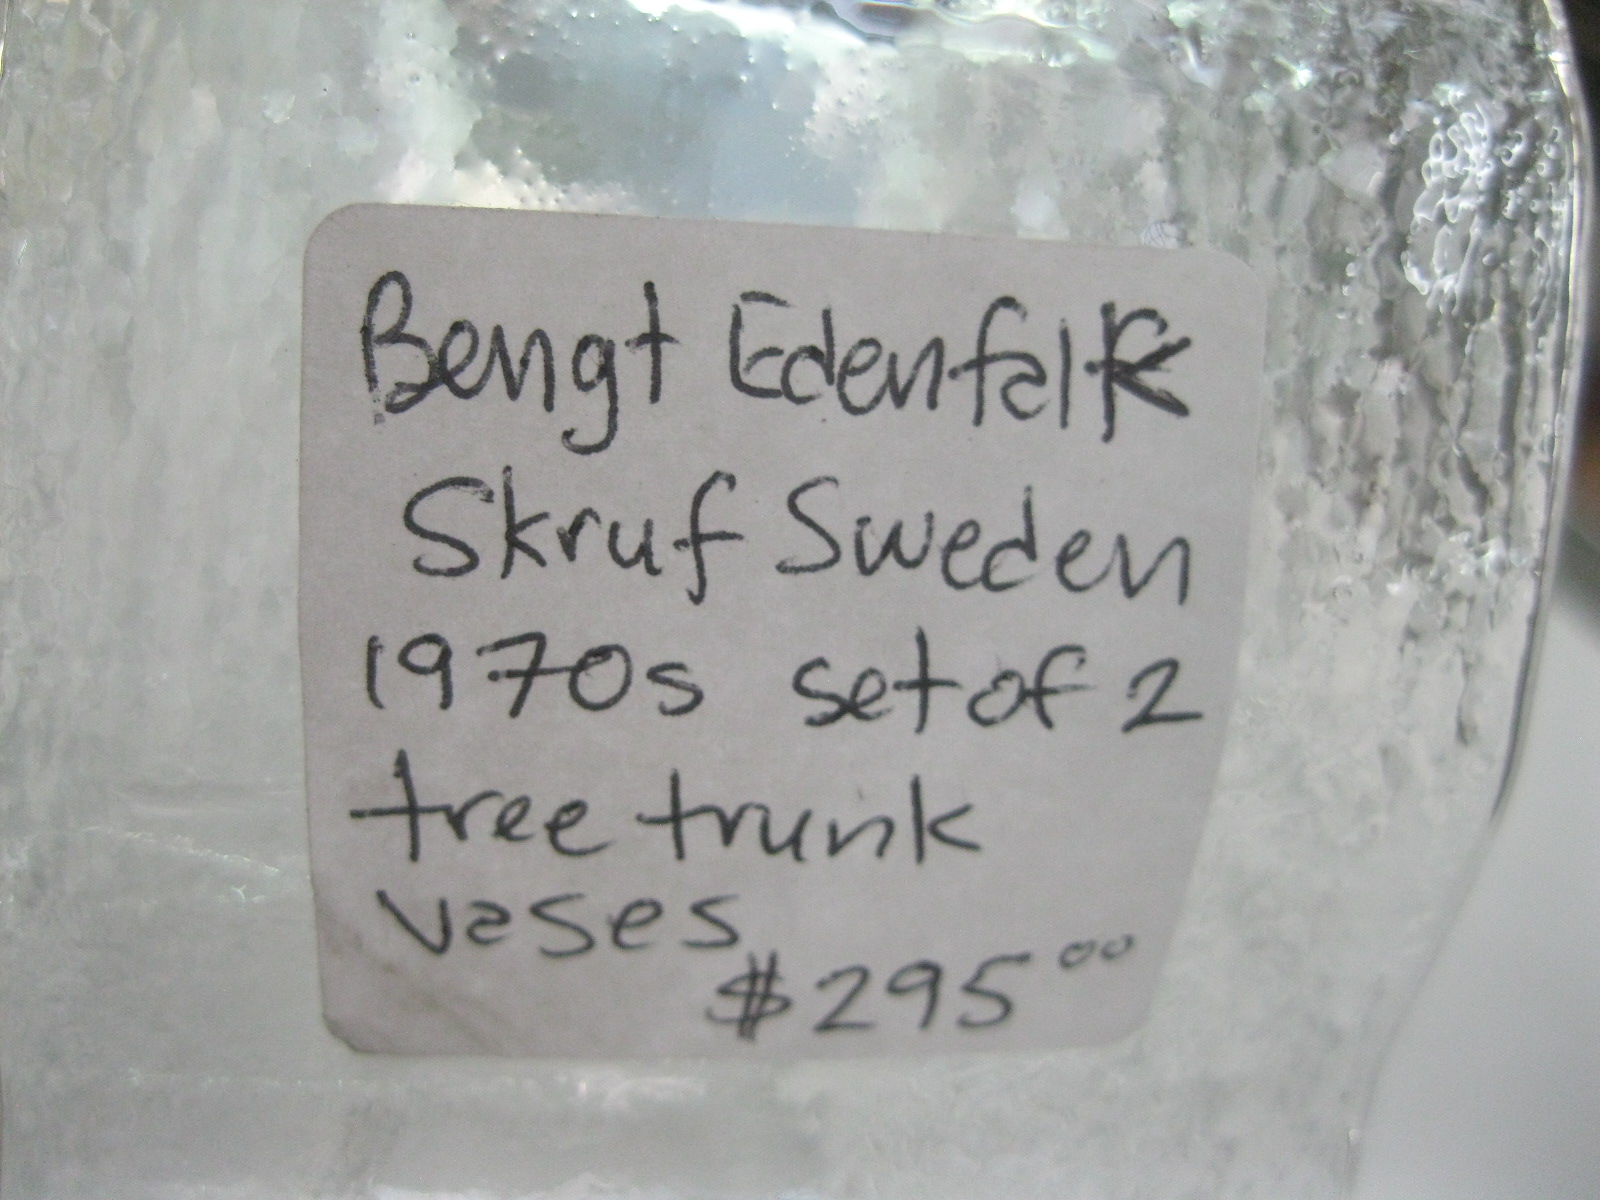 Bengt Edenfalk
Skruf Sweden
1970s set of 2
tree trunk
vases
$295.00